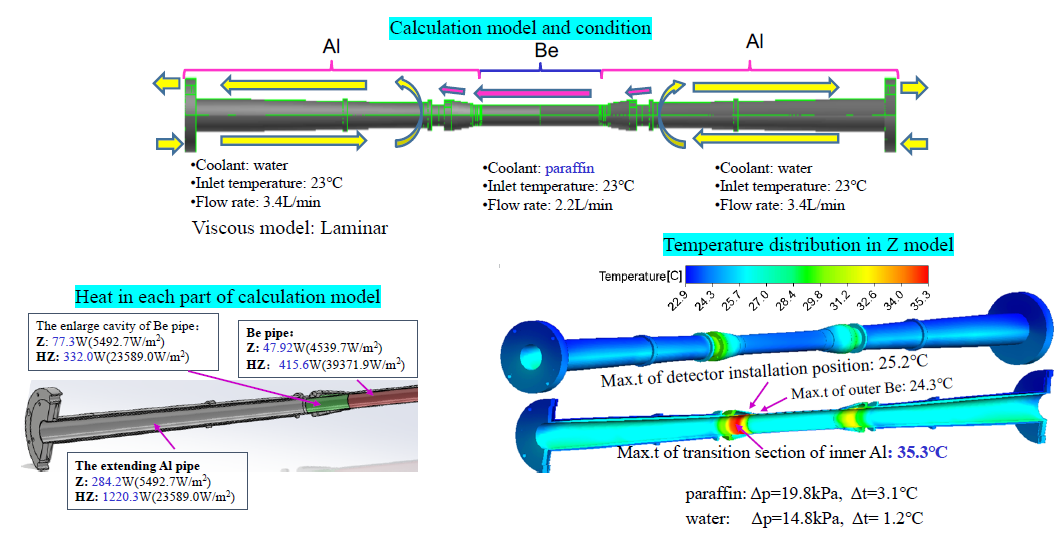 Calculation model and condition
Al
Be
Al
•Coolant: water
•Inlet temperature: 23℃
•Flow rate: 3.4L/min
•Coolant: paraffin
•Inlet temperature: 23℃
•Flow rate: 2.2L/min
•Coolant: water
•Inlet temperature: 23℃
•Flow rate: 3.4L/min
Viscous model: Laminar
Heat in each part of calculation model
The enlarge cavity of Be pipe：
Z: 77.3W(5492.7W/m²)
HZ: 332.0W(23589.0W/m²)
Be pipe：
Z: 47.92W(4539.7W/m²)
HZ： 415.6W(39371.9W/m²)
The extending Al pipe
Z: 284.2W(5492.7W/m²)
HZ: 1220.3W(23589.0W/m²)
Temperature distribution in Z model
Temperature[C]
22.9 24.3 25.7 27.0 28.4 29.8 31.2 32.6 34.0 35.3
Max.t of detector installation position: 25.2℃
Max.t of outer Be: 24.3℃
Max.t of transition section of inner Al: 35.3℃
paraffin: Δp=19.8kPa, Δt=3.1℃
water: Δp=14.8kPa, Δt= 1.2℃